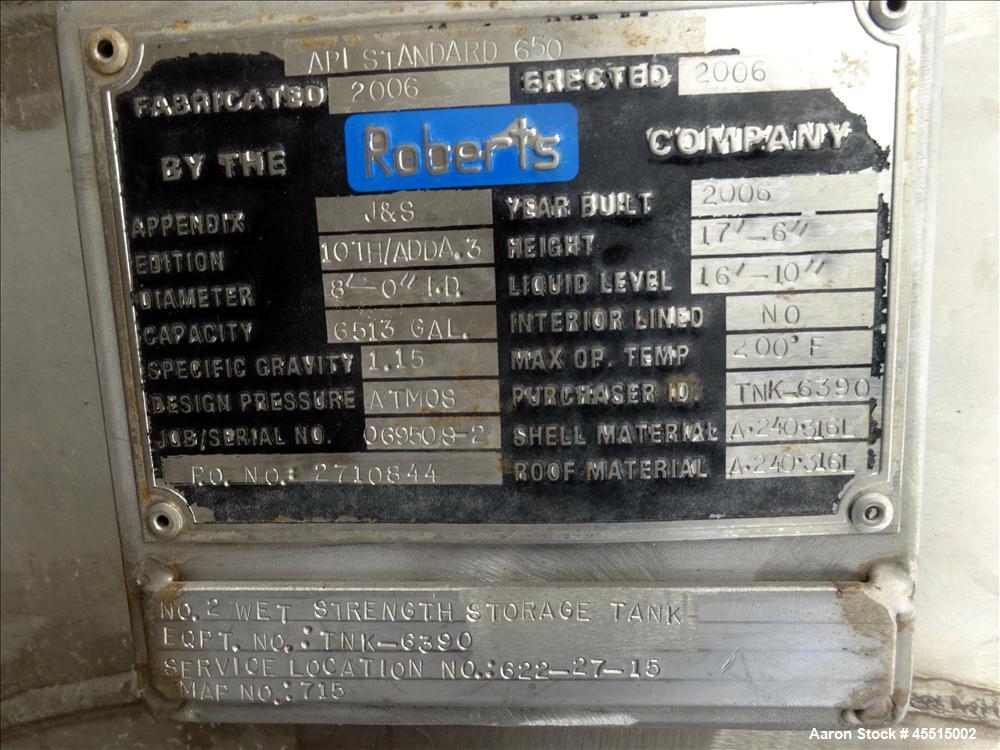 API STANDARD 650
FABRICATED 2006 ERECTED 2006
BY THE Roberts COMPANY
APPENDIX J&S YEAR BUILT 2006
EDITION 10TH/ADDA.3 HEIGHT 17'-6"
DIAMETER 8'-0" I.D. LIQUID LEVEL 16'-10"
CAPACITY 6513 GAL. INTERIOR LINED NO
SPECIFIC GRAVITY 1.15 MAX OP. TEMP 200°F
DESIGN PRESSURE ATMOS PURCHASER ID. TNK-6390
JOB/SERIAL NO. 06950S-2 SHELL MATERIAL A-240-316L
P.O. NO.: 2710844 ROOF MATERIAL A-240-316L
NO. 2 WET STRENGTH STORAGE TANK
EQPT. NO.: TNK-6390
SERVICE LOCATION NO.: 622-27-15
MAP NO.: 715
Aaron Stock # 45515002